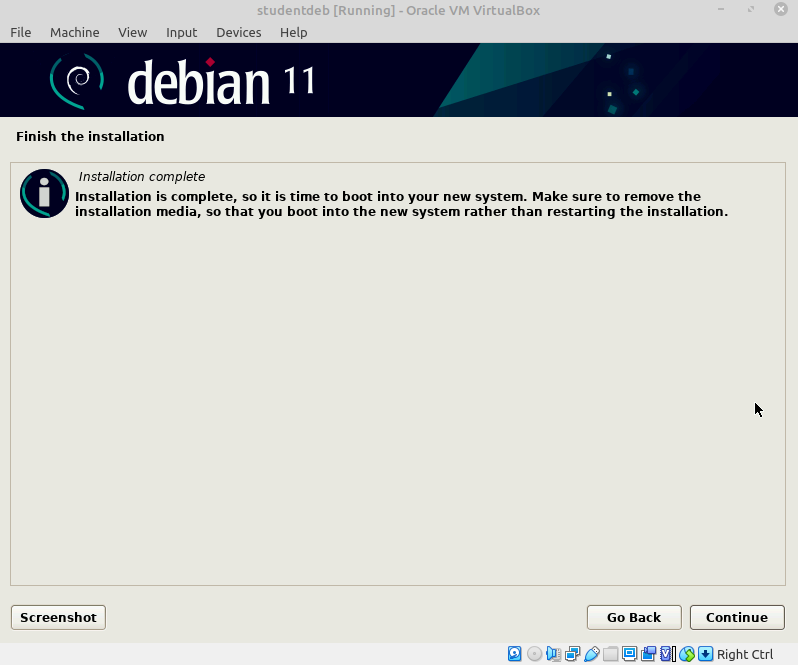 studentdeb [Running] - Oracle VM VirtualBox
File Machine View Input Devices Help
debian 11
Finish the installation
Installation complete
Installation is complete, so it is time to boot into your new system. Make sure to remove the
installation media, so that you boot into the new system rather than restarting the installation.
Screenshot Go Back Continue
Right Ctrl